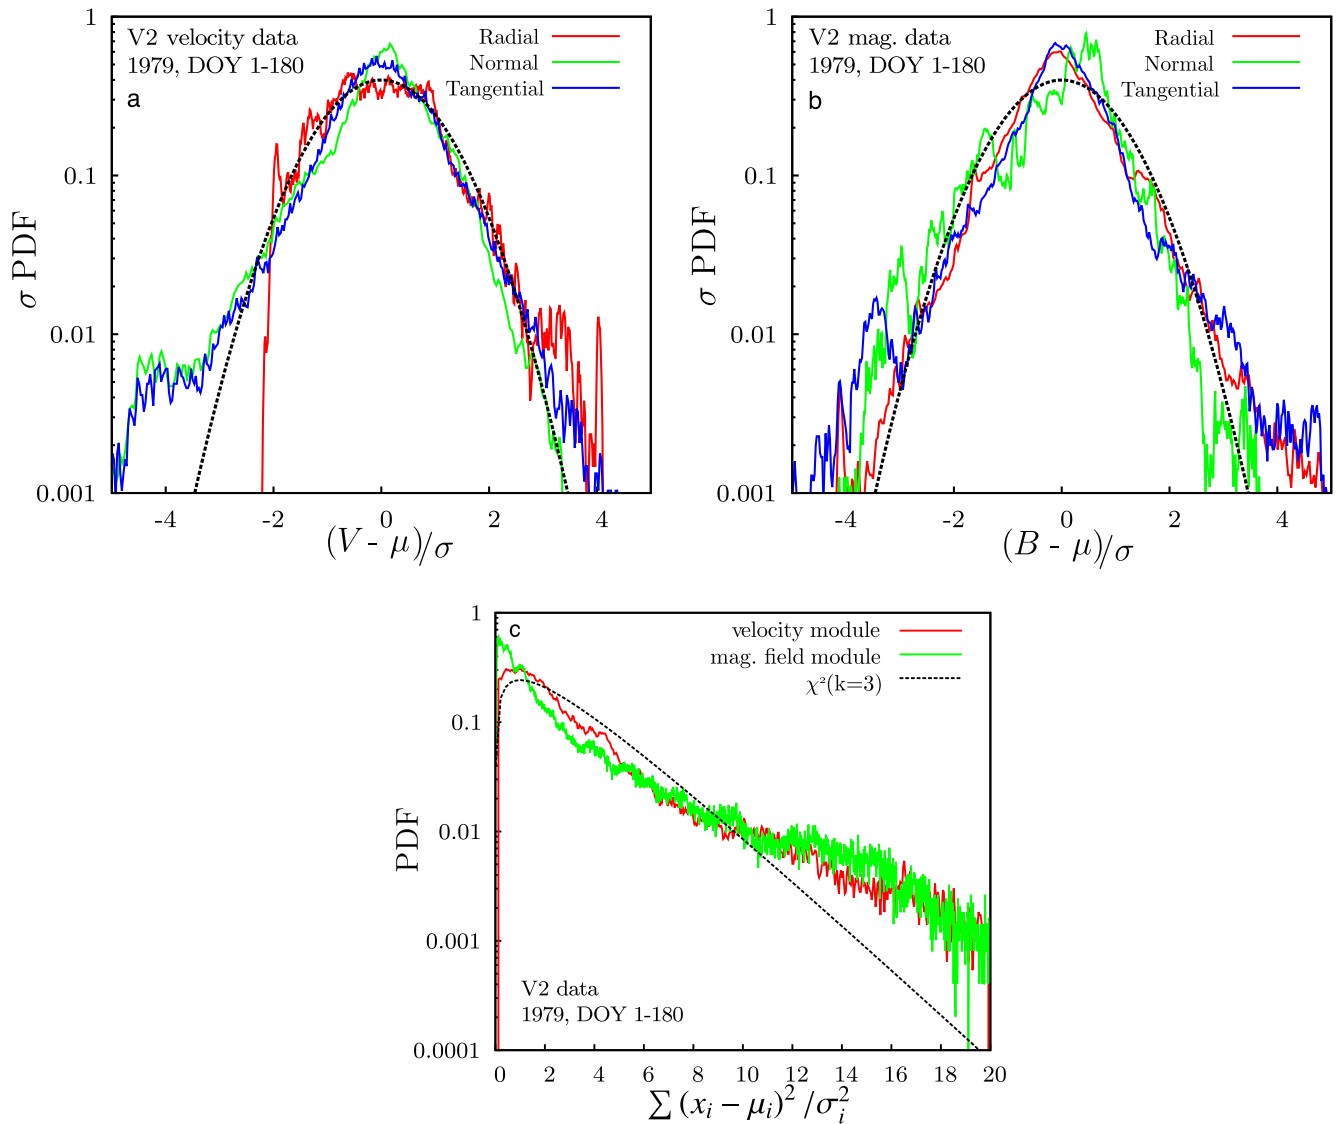 V2 velocity data
1979, DOY 1-180
a
Radial
Normal
Tangential
1
0.1
0.01
0.001
σ PDF
-4 -2 0 2 4
(V - μ)/σ
V2 mag. data
1979, DOY 1-180
b
Radial
Normal
Tangential
1
0.1
0.01
0.001
σ PDF
-4 -2 0 2 4
(B - μ)/σ
c
velocity module
mag. field module
χ²(k=3)
1
0.1
0.01
0.001
0.0001
PDF
V2 data
1979, DOY 1-180
0 2 4 6 8 10 12 14 16 18 20
∑ (xᵢ − μᵢ)² /σᵢ²